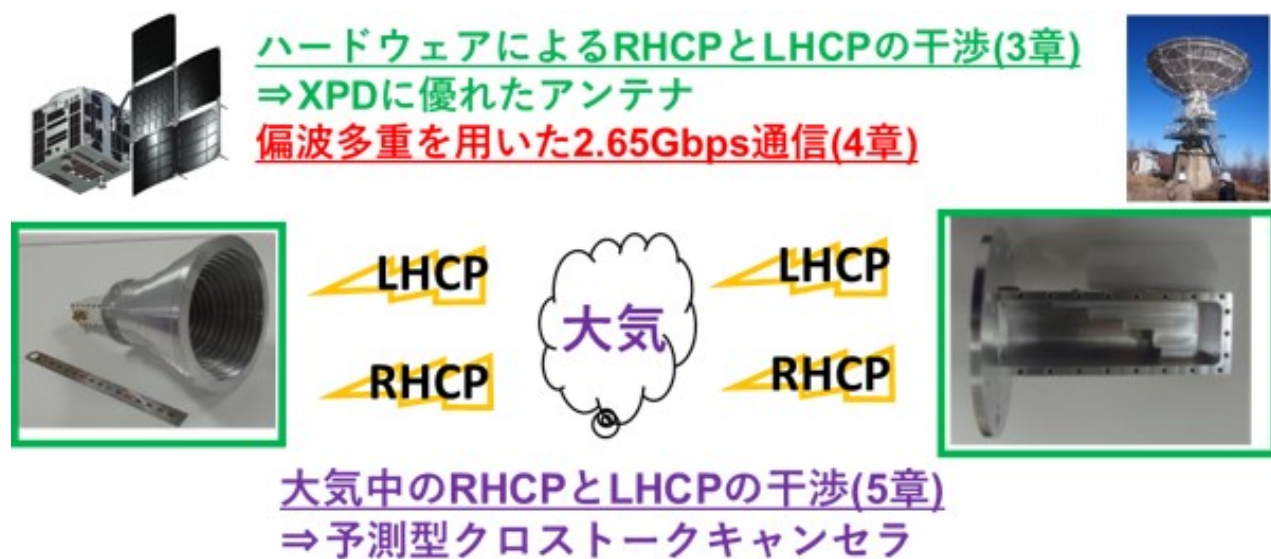 ハードウェアによるRHCPとLHCPの干渉(3章)
⇒XPDに優れたアンテナ
偏波多重を用いた2.65Gbps通信(4章)
LHCP
LHCP
大気
RHCP
RHCP
大気中のRHCPとLHCPの干渉(5章)
⇒予測型クロストークキャンセラ